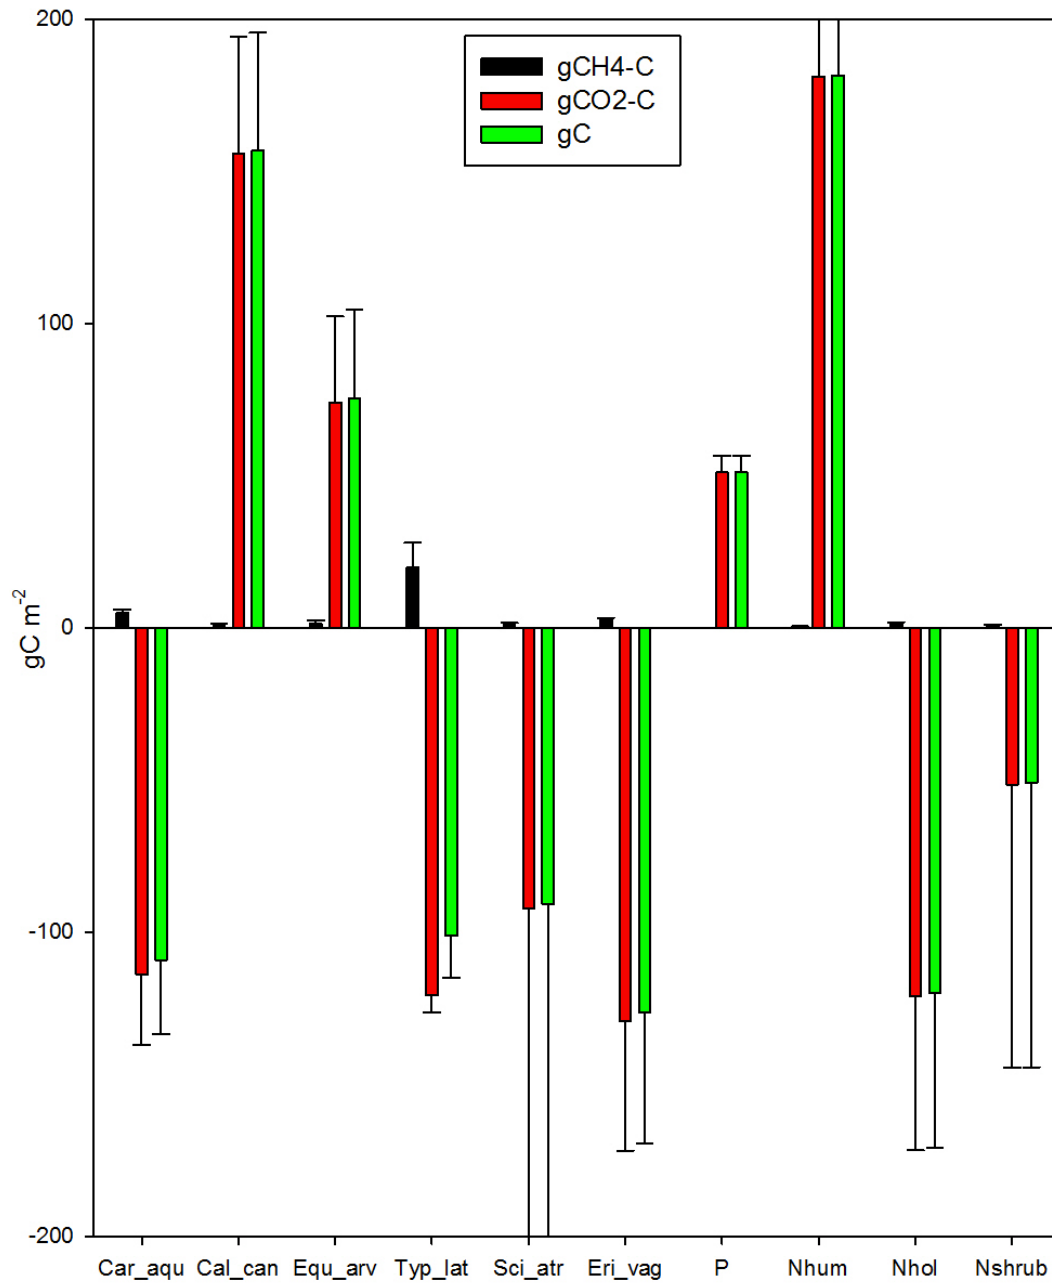 200
100
0
-100
-200
gC m-2
gCH4-C
gCO2-C
gC
Car_aqu Cal_can Equ_arv Typ_lat Sci_atr Eri_vag P Nhum Nhol Nshrub